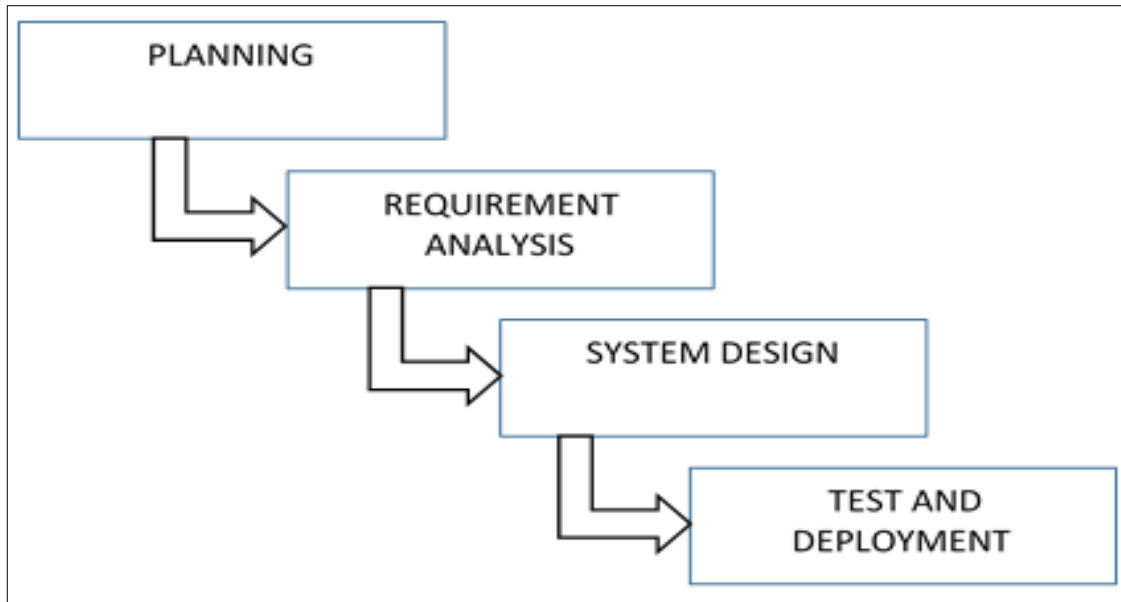 PLANNING
REQUIREMENT
ANALYSIS
SYSTEM DESIGN
TEST AND
DEPLOYMENT